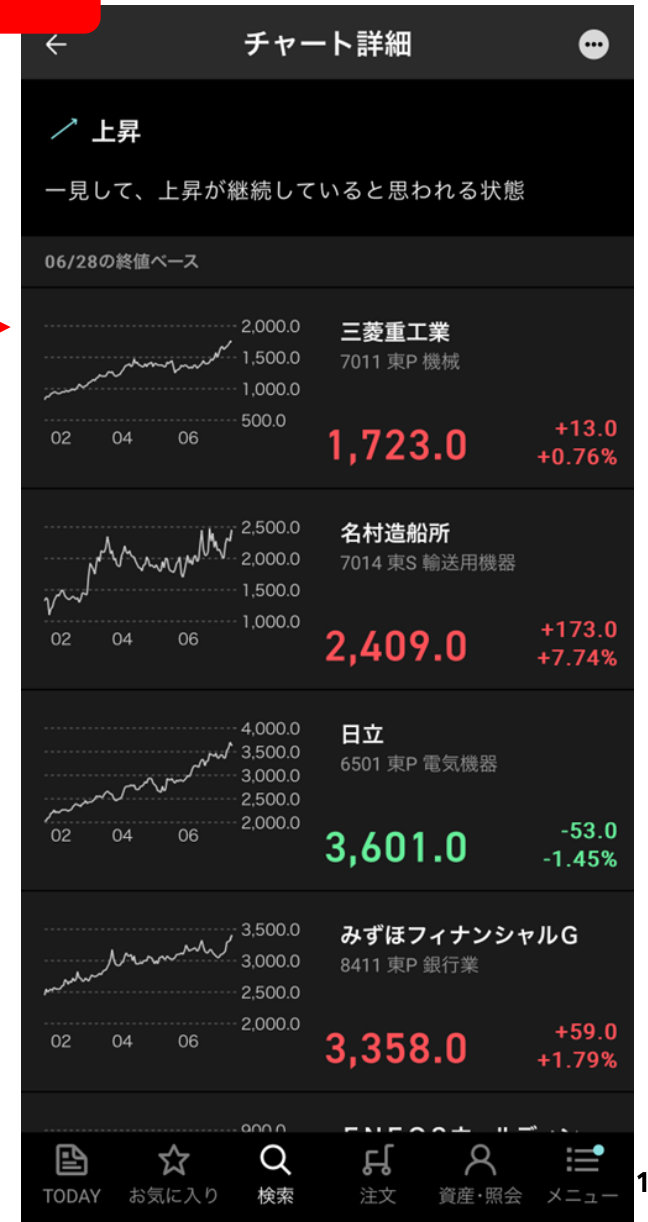 チャート詳細
上昇
一見して、上昇が継続していると思われる状態
06/28の終値ベース
2,000.0
1,500.0
1,000.0
500.0
02 04 06
三菱重工業
7011 東P 機械
1,723.0
+13.0
+0.76%
2,500.0
2,000.0
1,500.0
1,000.0
02 04 06
名村造船所
7014 東S 輸送用機器
2,409.0
+173.0
+7.74%
4,000.0
3,500.0
3,000.0
2,500.0
2,000.0
02 04 06
日立
6501 東P 電気機器
3,601.0
-53.0
-1.45%
3,500.0
3,000.0
2,500.0
2,000.0
02 04 06
みずほフィナンシャルG
8411 東P 銀行業
3,358.0
+59.0
+1.79%
900.0
TODAY お気に入り 検索 注文 資産・照会 メニュー
1